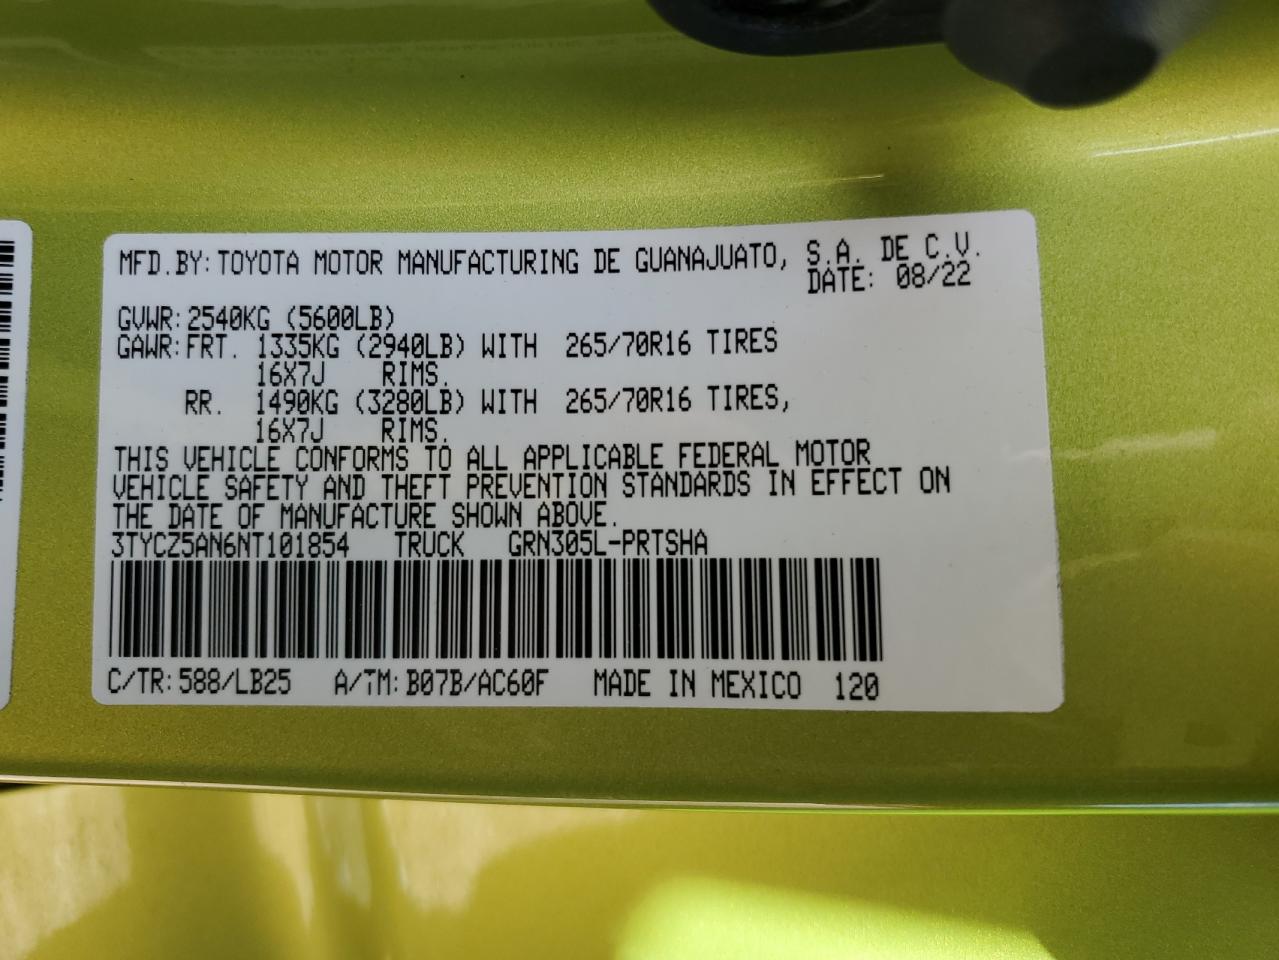 MFD.BY: TOYOTA MOTOR MANUFACTURING DE GUANAJUATO, S.A. DE C.V.
DATE: 08/22
GVWR: 2540KG (5600LB)
GAWR: FRT. 1335KG (2940LB) WITH 265/70R16 TIRES
16X7J RIMS.
RR. 1490KG (3280LB) WITH 265/70R16 TIRES,
16X7J RIMS.
THIS VEHICLE CONFORMS TO ALL APPLICABLE FEDERAL MOTOR
VEHICLE SAFETY AND THEFT PREVENTION STANDARDS IN EFFECT ON
THE DATE OF MANUFACTURE SHOWN ABOVE.
3TYCZ5AN6NT101854 TRUCK GRN305L-PRTSHA
C/TR: 588/LB25 A/TM: B07B/AC60F MADE IN MEXICO 120